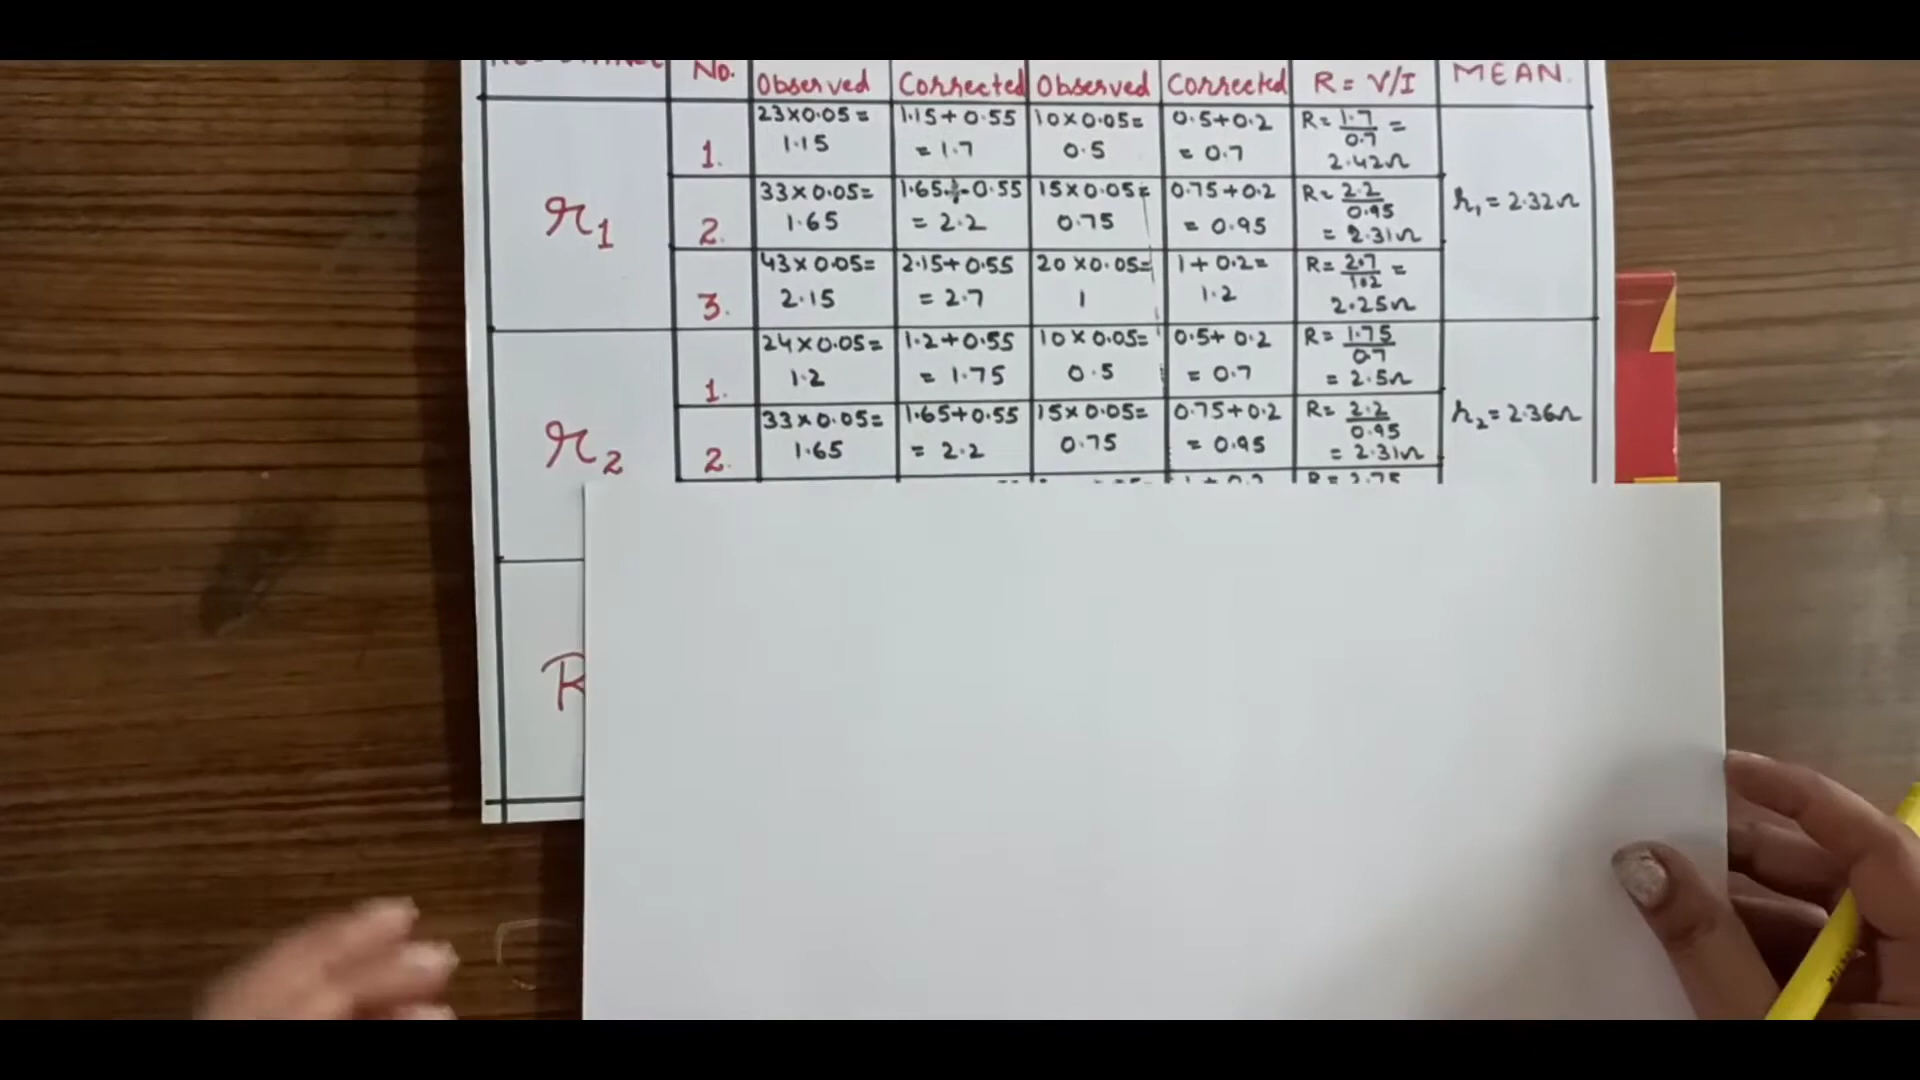 No.
Observed
Corrected
Observed
Corrected
R = V/I
MEAN.
r1
1.
23×0.05=
1.15
1.15+0.55
= 1.7
10×0.05=
0.5
0.5+0.2
= 0.7
R= 1.7/0.7 =
2.42Ω
r₁ = 2.32Ω
2.
33×0.05=
1.65
1.65+0.55
= 2.2
15×0.05=
0.75
0.75+0.2
= 0.95
R= 2.2/0.95
= 2.31Ω
3.
43×0.05=
2.15
2.15+0.55
= 2.7
20×0.05=
1
1+0.2=
1.2
R= 2.7/1.2 =
2.25Ω
r2
1.
24×0.05=
1.2
1.2+0.55
= 1.75
10×0.05=
0.5
0.5+0.2
= 0.7
R= 1.75/0.7
= 2.5Ω
r₂ = 2.36Ω
2.
33×0.05=
1.65
1.65+0.55
= 2.2
15×0.05=
0.75
0.75+0.2
= 0.95
R= 2.2/0.95
= 2.31Ω
R= 2.75
R